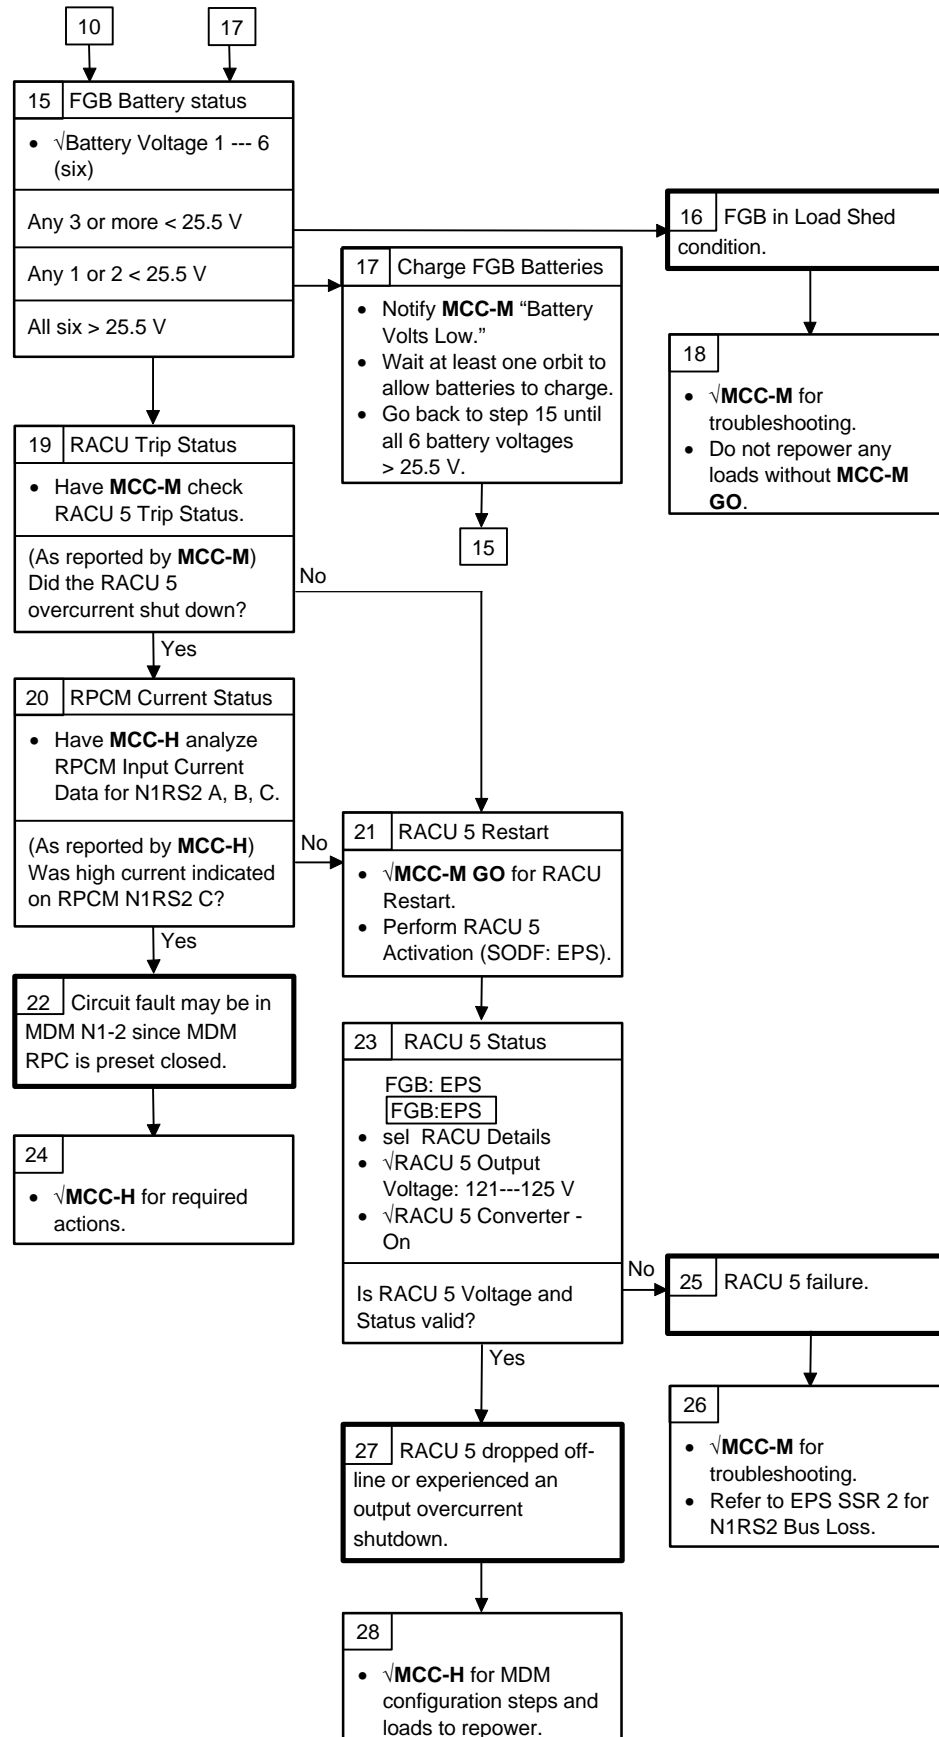 10
17
15 FGB Battery status
• √Battery Voltage 1 --- 6
(six)
Any 3 or more < 25.5 V
Any 1 or 2 < 25.5 V
All six > 25.5 V
16 FGB in Load Shed
condition.
17 Charge FGB Batteries
• Notify MCC-M “Battery
Volts Low.”
• Wait at least one orbit to
allow batteries to charge.
• Go back to step 15 until
all 6 battery voltages
> 25.5 V.
15
18
• √MCC-M for
troubleshooting.
• Do not repower any
loads without MCC-M
GO.
19 RACU Trip Status
• Have MCC-M check
RACU 5 Trip Status.
(As reported by MCC-M)
Did the RACU 5
overcurrent shut down?
No
Yes
20 RPCM Current Status
• Have MCC-H analyze
RPCM Input Current
Data for N1RS2 A, B, C.
(As reported by MCC-H)
Was high current indicated
on RPCM N1RS2 C?
No
Yes
21 RACU 5 Restart
• √MCC-M GO for RACU
Restart.
• Perform RACU 5
Activation (SODF: EPS).
22 Circuit fault may be in
MDM N1-2 since MDM
RPC is preset closed.
23 RACU 5 Status
FGB: EPS
FGB:EPS
• sel RACU Details
• √RACU 5 Output
Voltage: 121---125 V
• √RACU 5 Converter -
On
Is RACU 5 Voltage and
Status valid?
No
Yes
24
• √MCC-H for required
actions.
25 RACU 5 failure.
26
• √MCC-M for
troubleshooting.
• Refer to EPS SSR 2 for
N1RS2 Bus Loss.
27 RACU 5 dropped off-
line or experienced an
output overcurrent
shutdown.
28
• √MCC-H for MDM
configuration steps and
loads to repower.